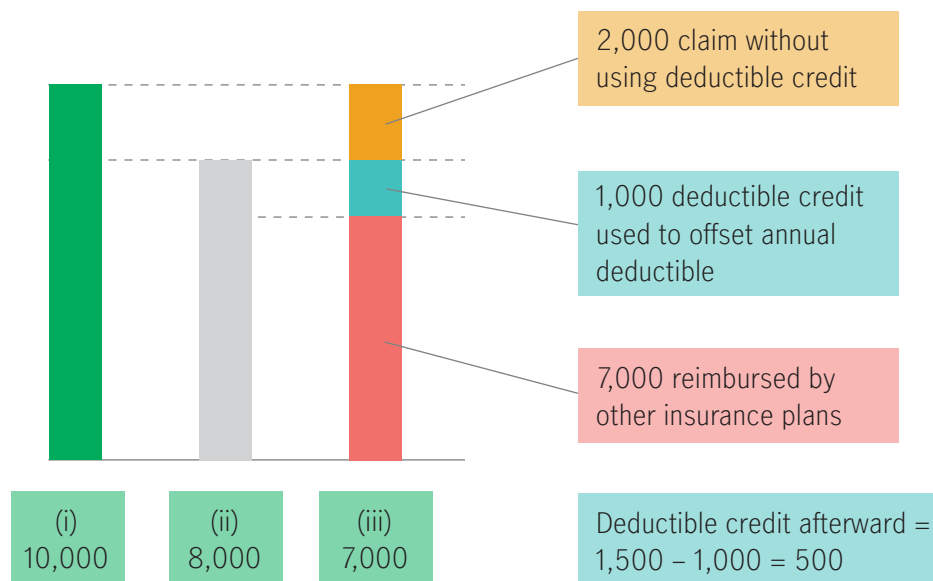 2,000 claim without
using deductible credit
1,000 deductible credit
used to offset annual
deductible
7,000 reimbursed by
other insurance plans
(i)
10,000
(ii)
8,000
(iii)
7,000
Deductible credit afterward =
1,500 – 1,000 = 500